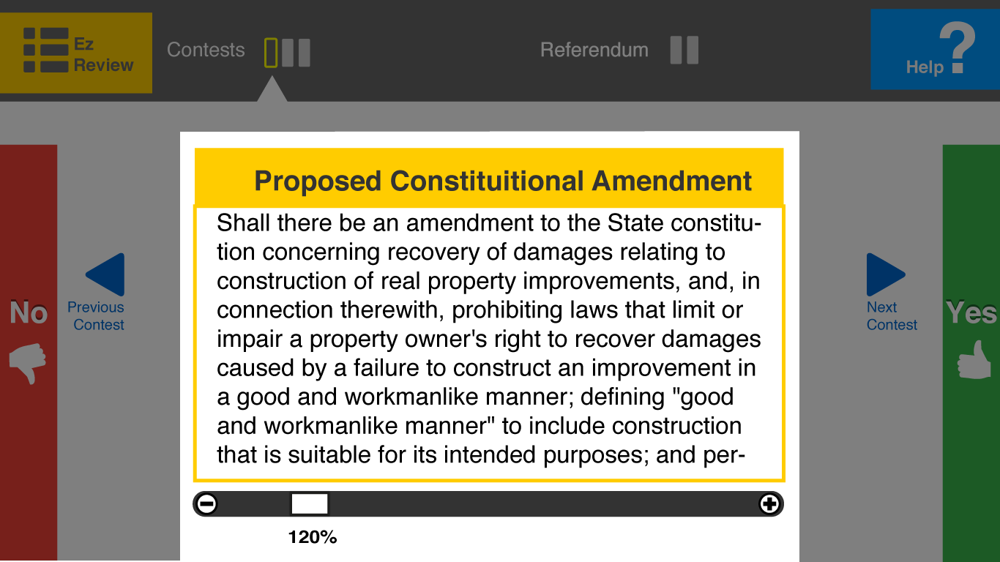 Ez
Review
Contests
Referendum
Help
Proposed Constituitional Amendment
Shall there be an amendment to the State constitu-
tion concerning recovery of damages relating to
construction of real property improvements, and, in
connection therewith, prohibiting laws that limit or
impair a property owner's right to recover damages
caused by a failure to construct an improvement in
a good and workmanlike manner; defining "good
and workmanlike manner" to include construction
that is suitable for its intended purposes; and per-
No
Previous
Contest
Next
Contest
Yes
120%